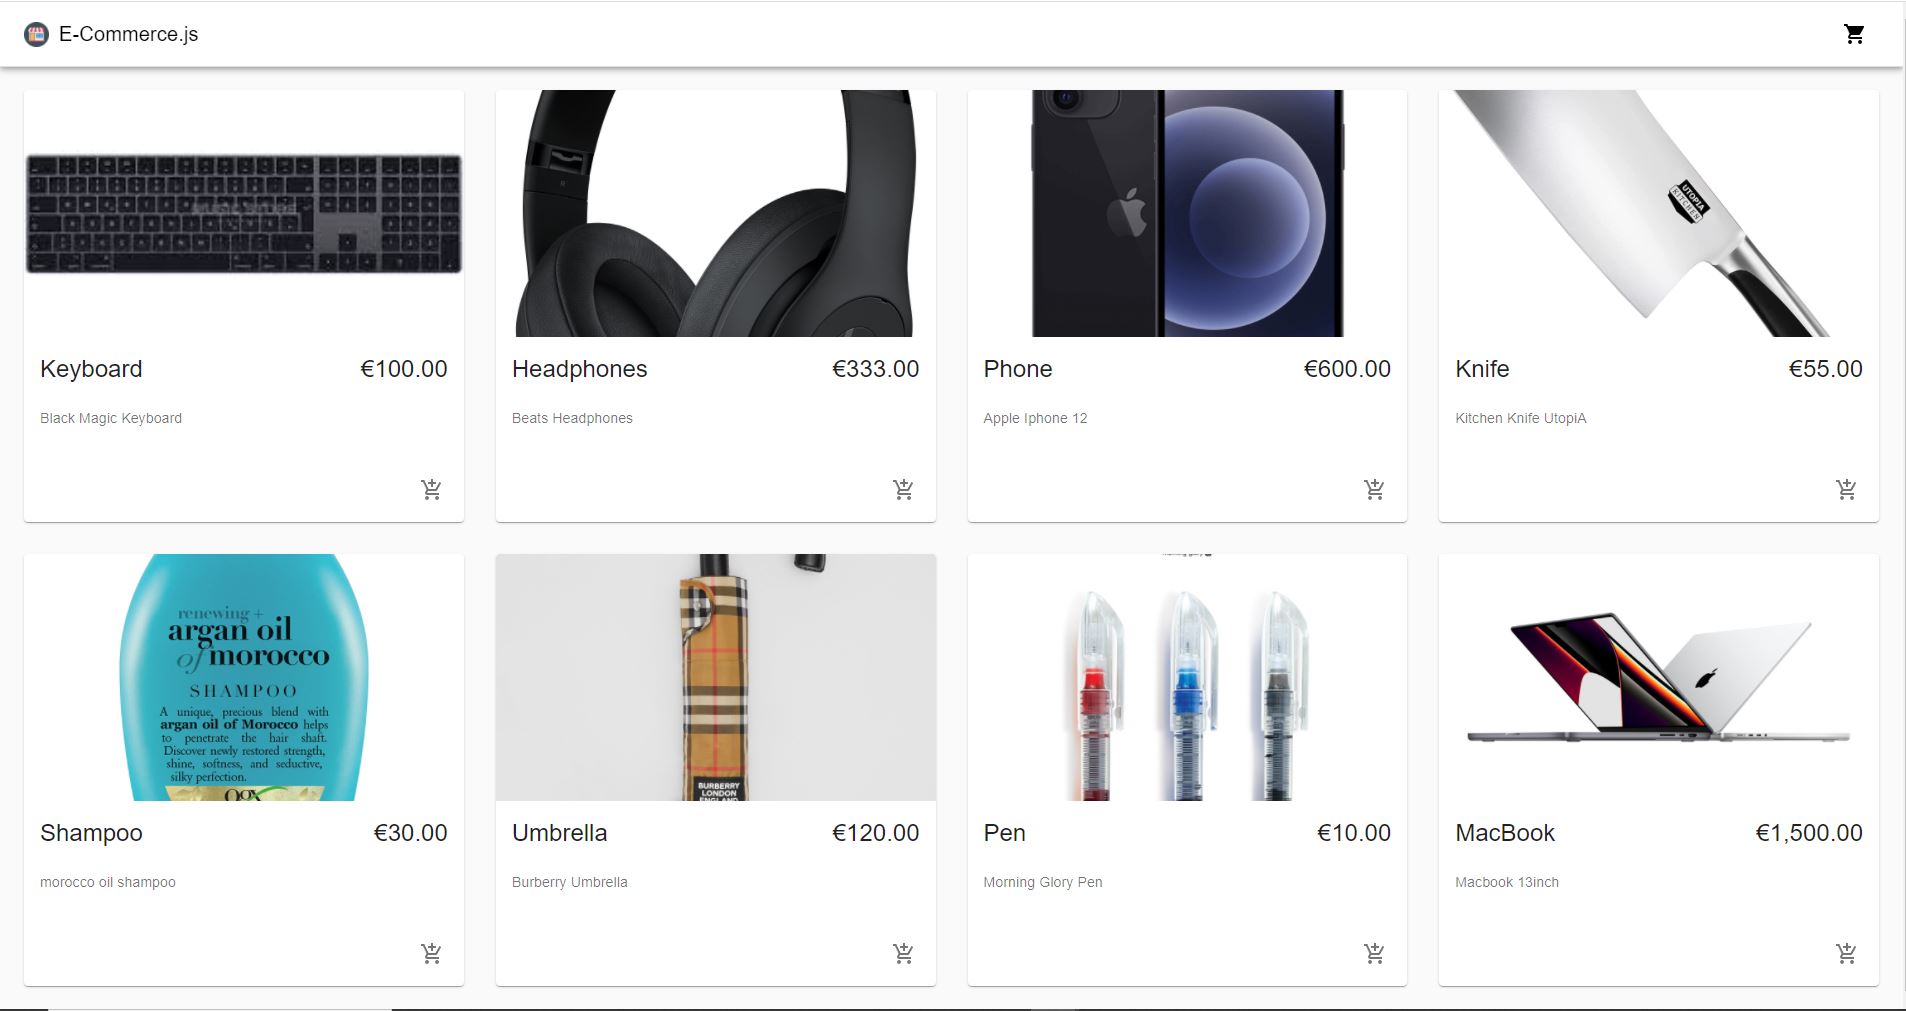 E-Commerce.js
Keyboard
€100.00
Black Magic Keyboard
Headphones
€333.00
Beats Headphones
Phone
€600.00
Apple Iphone 12
UTOPIA
KITCHEN
Knife
€55.00
Kitchen Knife UtopiA
renewing +
argan oil
of morocco
SHAMPOO
A unique, precious blend with
argan oil of Morocco helps
to penetrate the hair shaft.
Discover newly restored strength,
shine, softness, and seductive,
silky perfection.
Shampoo
€30.00
morocco oil shampoo
BURBERRY
LONDON
ENGLAND
Umbrella
€120.00
Burberry Umbrella
Pen
€10.00
Morning Glory Pen
MacBook
€1,500.00
Macbook 13inch